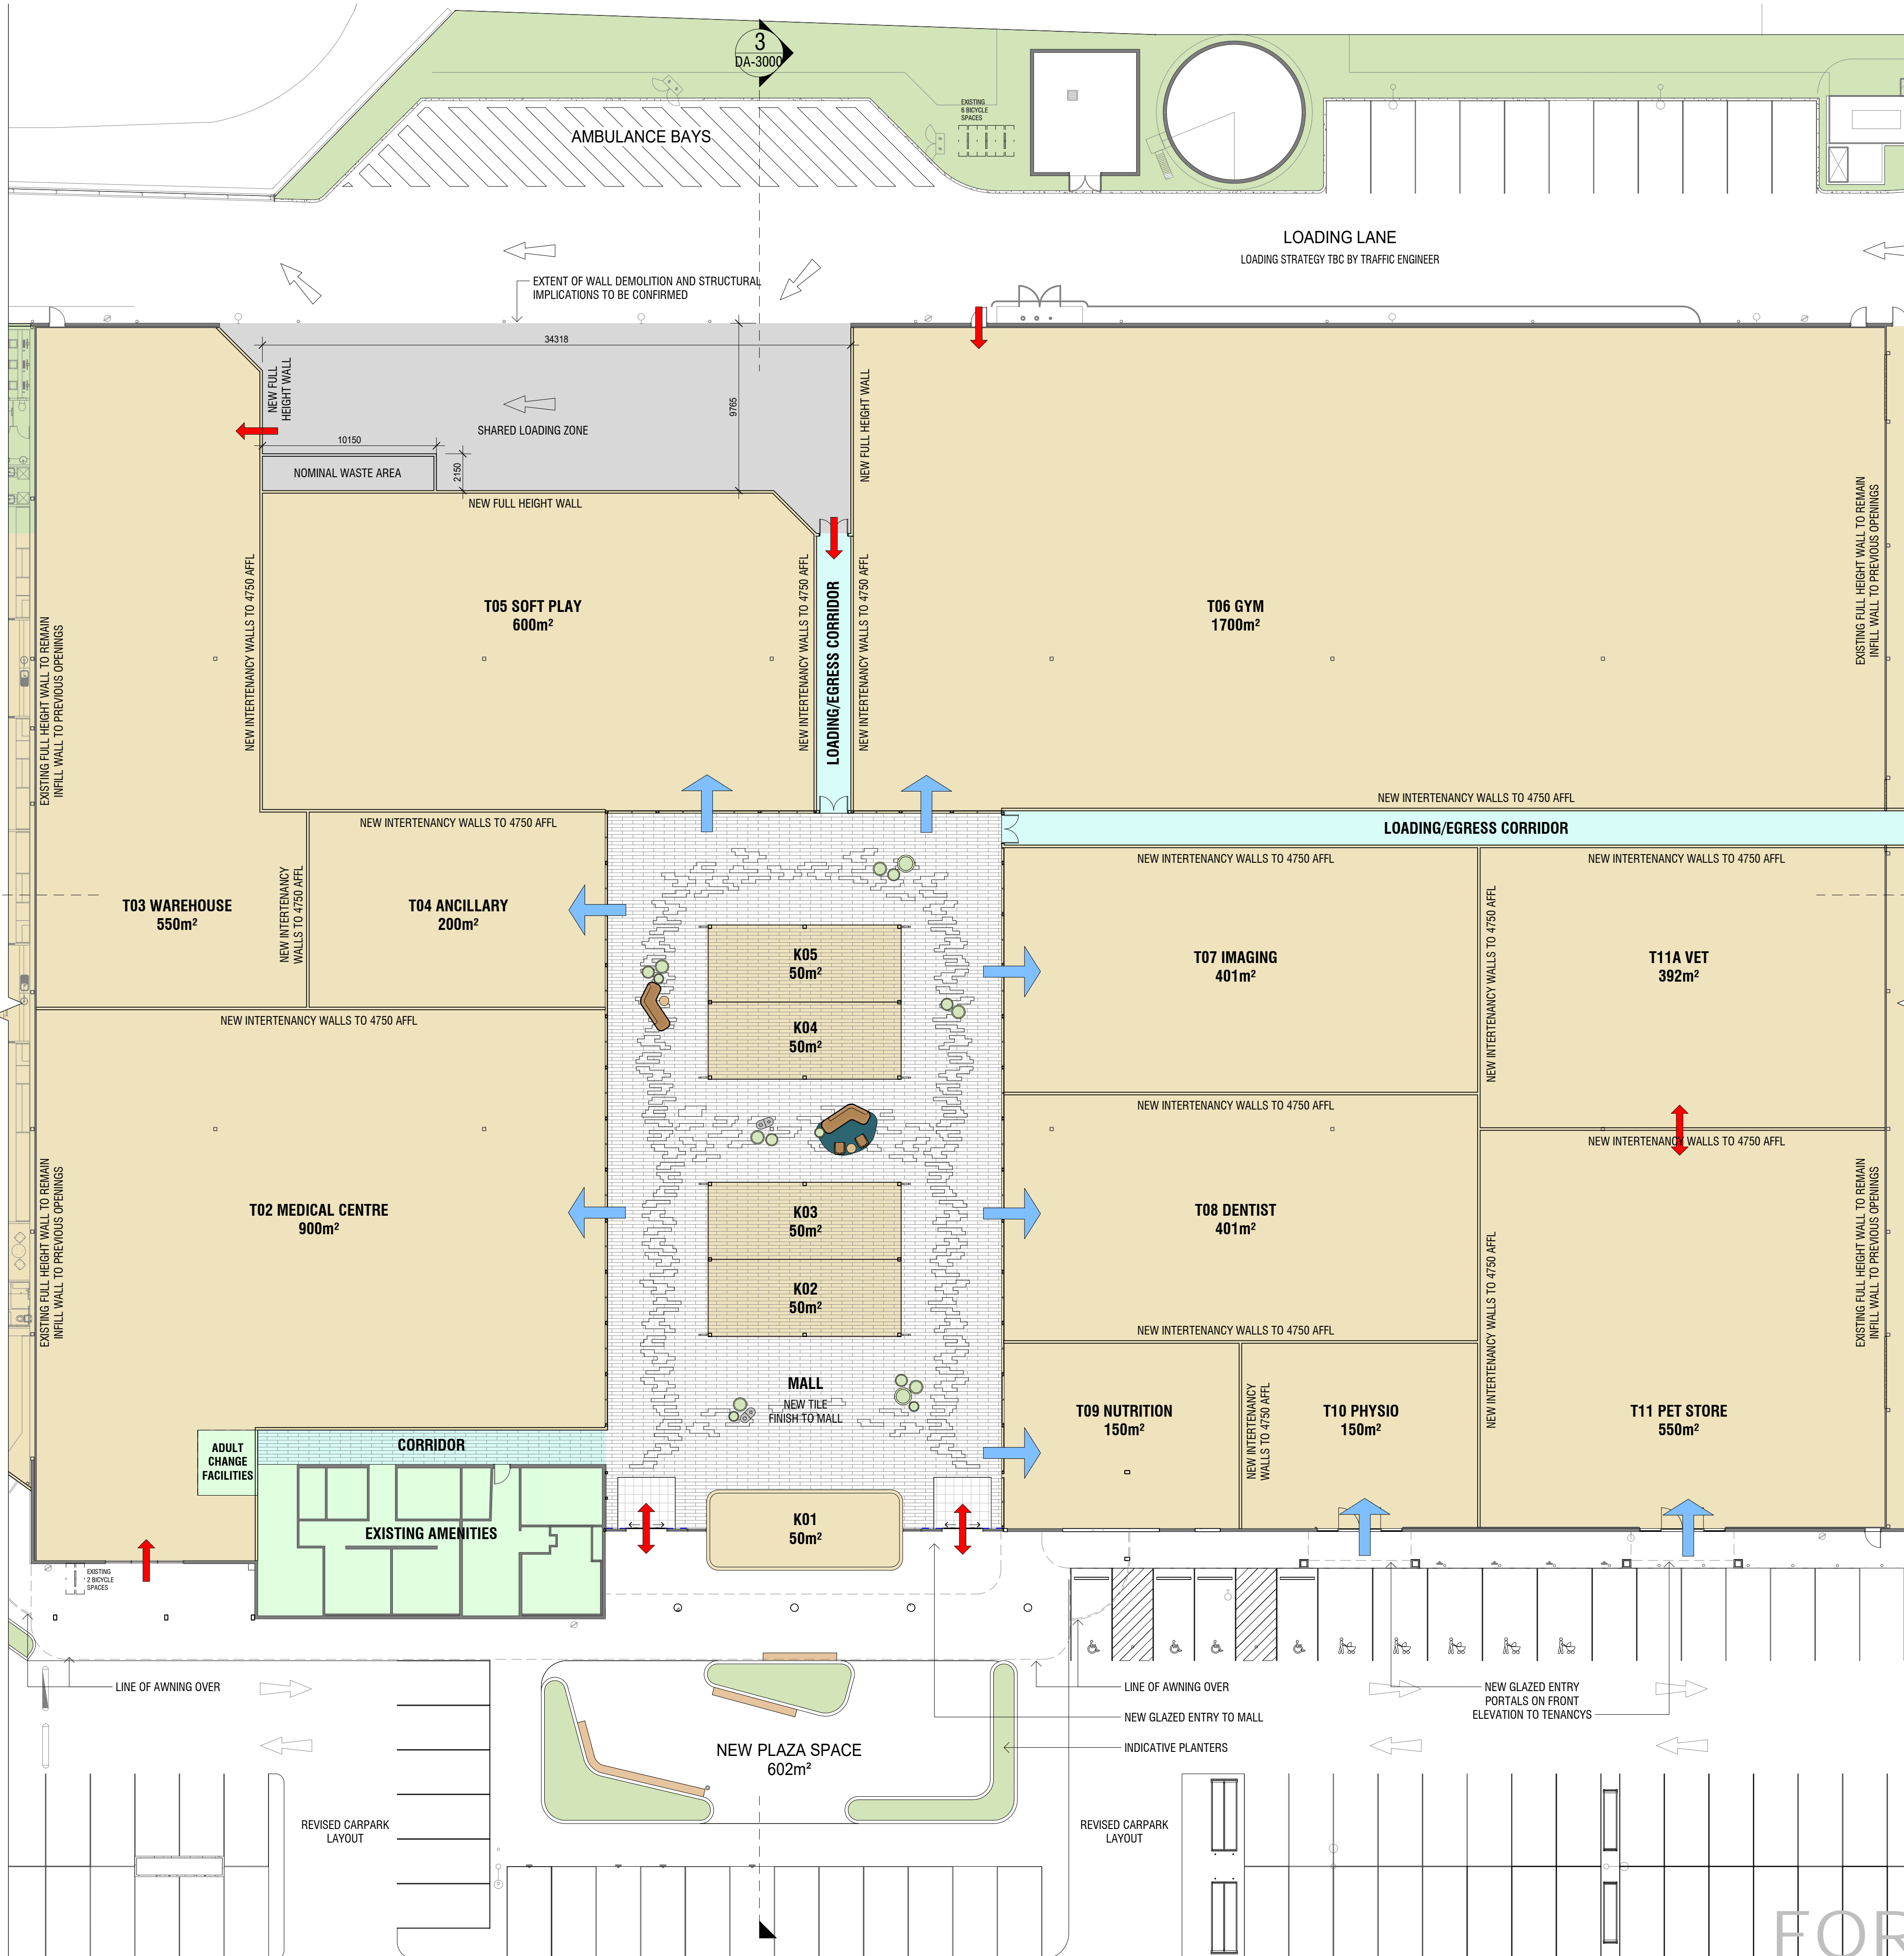 3
DA-3000
EXISTING
6 BICYCLE
SPACES
AMBULANCE BAYS
LOADING LANE
LOADING STRATEGY TBC BY TRAFFIC ENGINEER
EXTENT OF WALL DEMOLITION AND STRUCTURAL
IMPLICATIONS TO BE CONFIRMED
34318
NEW FULL
HEIGHT WALL
9765
NEW FULL HEIGHT WALL
SHARED LOADING ZONE
10150
2150
NOMINAL WASTE AREA
NEW FULL HEIGHT WALL
EXISTING FULL HEIGHT WALL TO REMAIN
INFILL WALL TO PREVIOUS OPENINGS
NEW INTERTENANCY WALLS TO 4750 AFFL
T05 SOFT PLAY
600m²
NEW INTERTENANCY WALLS TO 4750 AFFL
LOADING/EGRESS CORRIDOR
NEW INTERTENANCY WALLS TO 4750 AFFL
T06 GYM
1700m²
EXISTING FULL HEIGHT WALL TO REMAIN
INFILL WALL TO PREVIOUS OPENINGS
NEW INTERTENANCY WALLS TO 4750 AFFL
LOADING/EGRESS CORRIDOR
NEW INTERTENANCY WALLS TO 4750 AFFL
NEW INTERTENANCY WALLS TO 4750 AFFL
NEW INTERTENANCY WALLS TO 4750 AFFL
T03 WAREHOUSE
550m²
NEW INTERTENANCY
WALLS TO 4750 AFFL
T04 ANCILLARY
200m²
K05
50m²
K04
50m²
T07 IMAGING
401m²
NEW INTERTENANCY WALLS TO 4750 AFFL
T11A VET
392m²
NEW INTERTENANCY WALLS TO 4750 AFFL
NEW INTERTENANCY WALLS TO 4750 AFFL
NEW INTERTENANCY WALLS TO 4750 AFFL
EXISTING FULL HEIGHT WALL TO REMAIN
INFILL WALL TO PREVIOUS OPENINGS
T02 MEDICAL CENTRE
900m²
K03
50m²
K02
50m²
T08 DENTIST
401m²
NEW INTERTENANCY WALLS TO 4750 AFFL
NEW INTERTENANCY WALLS TO 4750 AFFL
EXISTING FULL HEIGHT WALL TO REMAIN
INFILL WALL TO PREVIOUS OPENINGS
MALL
NEW TILE
FINISH TO MALL
T09 NUTRITION
150m²
NEW INTERTENANCY
WALLS TO 4750 AFFL
T10 PHYSIO
150m²
T11 PET STORE
550m²
ADULT
CHANGE
FACILITIES
CORRIDOR
EXISTING AMENITIES
K01
50m²
EXISTING
2 BICYCLE
SPACES
LINE OF AWNING OVER
LINE OF AWNING OVER
NEW GLAZED ENTRY TO MALL
INDICATIVE PLANTERS
NEW GLAZED ENTRY
PORTALS ON FRONT
ELEVATION TO TENANCYS
NEW PLAZA SPACE
602m²
REVISED CARPARK
LAYOUT
REVISED CARPARK
LAYOUT
FOR